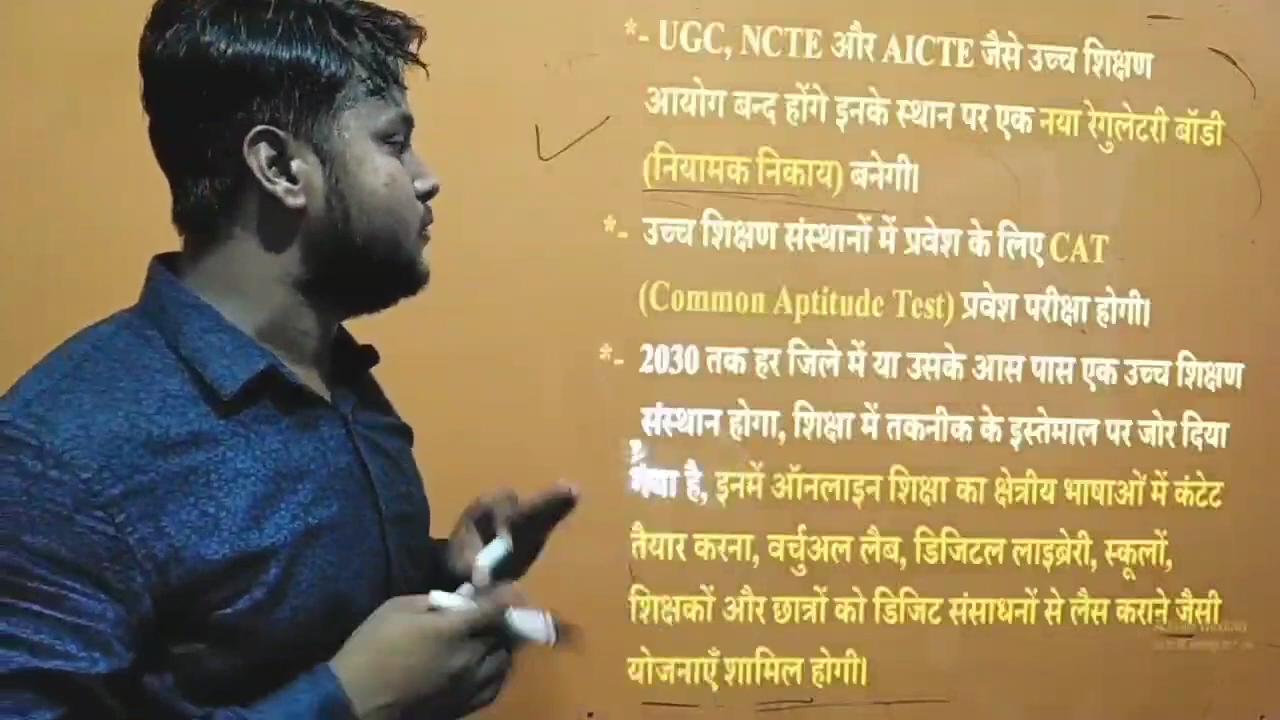 *- UGC, NCTE और AICTE जैसे उच्च शिक्षण
आयोग बन्द होंगे इनके स्थान पर एक नया रेगुलेटरी बॉडी
(नियामक निकाय) बनेगी।
*- उच्च शिक्षण संस्थानों में प्रवेश के लिए CAT
(Common Aptitude Test) प्रवेश परीक्षा होगी।
*- 2030 तक हर जिले में या उसके आस पास एक उच्च शिक्षण
संस्थान होगा, शिक्षा में तकनीक के इस्तेमाल पर जोर दिया
गया है, इनमें ऑनलाइन शिक्षा का क्षेत्रीय भाषाओं में कंटेट
तैयार करना, वर्चुअल लैब, डिजिटल लाइब्रेरी, स्कूलों,
शिक्षकों और छात्रों को डिजिट संसाधनों से लैस कराने जैसी
योजनाएँ शामिल होगी।